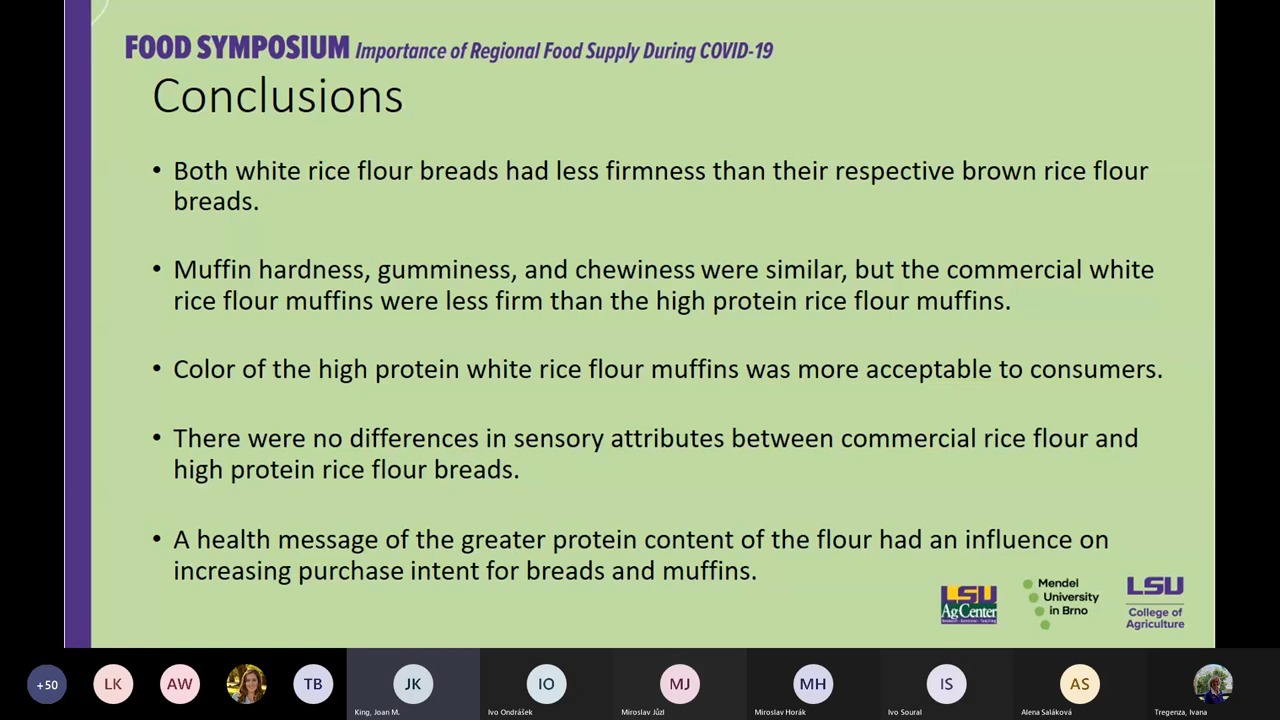 FOOD SYMPOSIUM Importance of Regional Food Supply During COVID-19
Conclusions
• Both white rice flour breads had less firmness than their respective brown rice flour
breads.
• Muffin hardness, gumminess, and chewiness were similar, but the commercial white
rice flour muffins were less firm than the high protein rice flour muffins.
• Color of the high protein white rice flour muffins was more acceptable to consumers.
• There were no differences in sensory attributes between commercial rice flour and
high protein rice flour breads.
• A health message of the greater protein content of the flour had an influence on
increasing purchase intent for breads and muffins.
LSU
AgCenter
Mendel
University
in Brno
LSU
College of
Agriculture
+50
LK
AW
TB
JK
King, Joan M.
IO
Ivo Ondrášek
MJ
Miroslav Jůzl
MH
Miroslav Horák
IS
Ivo Soural
AS
Alena Saláková
Tregenza, Ivana